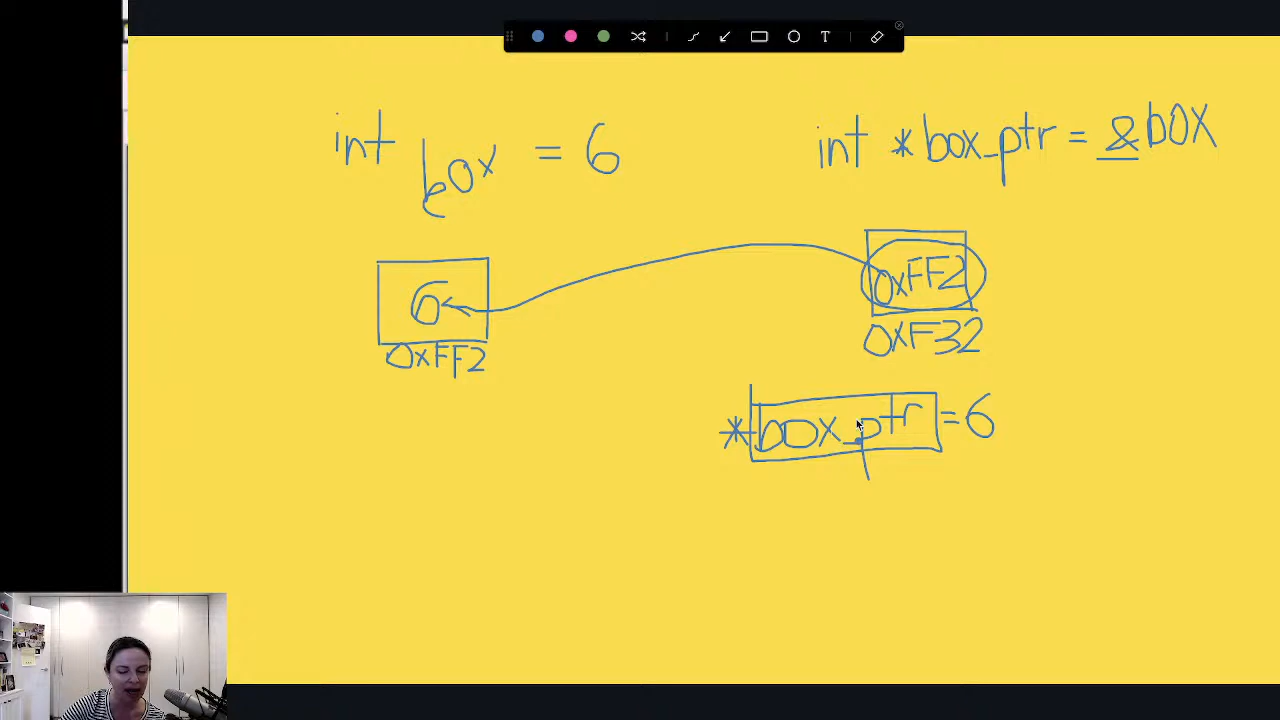 int box = 6
int *box_ptr = &box
6
0xFF2
0xFF2
0xF32
*box_ptr = 6
T